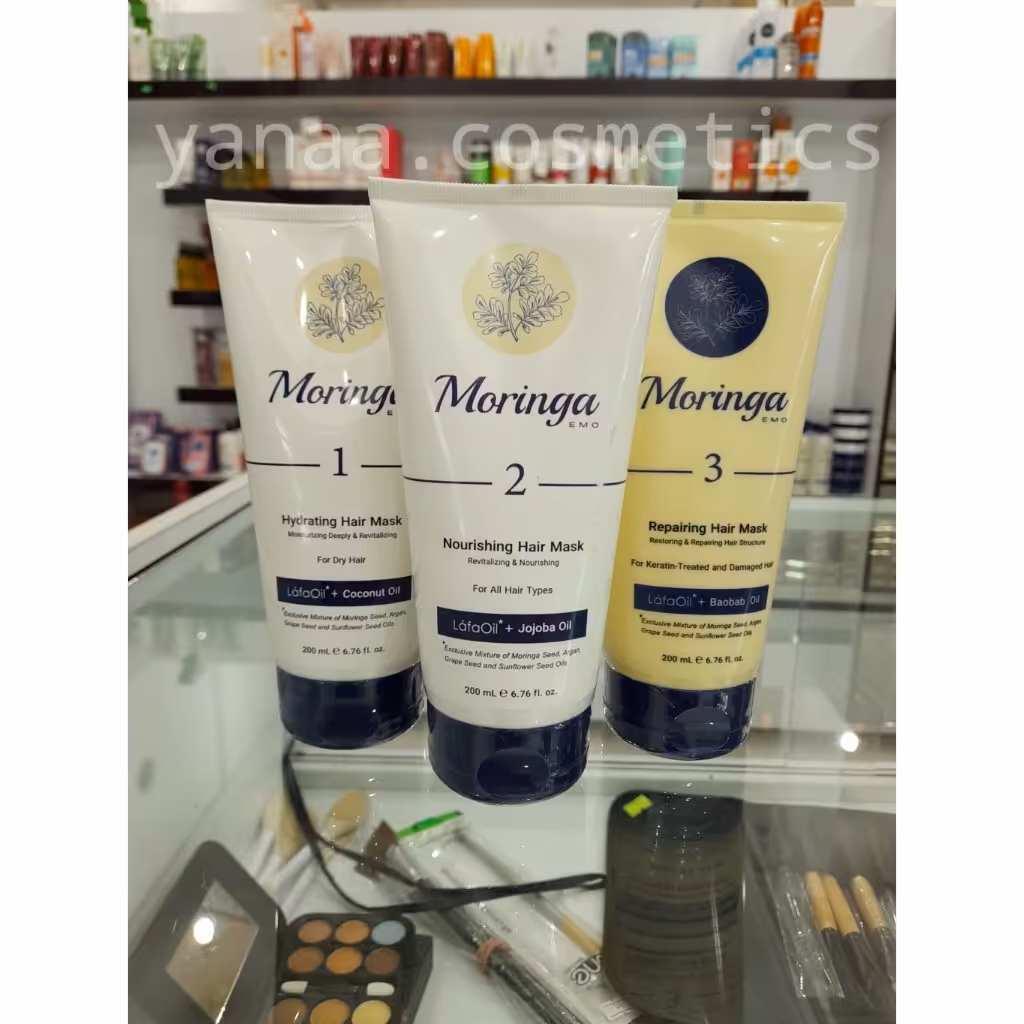 yanaa.cosmetics
Moringa
EMO
1
Hydrating Hair Mask
Moisturizing Deeply & Revitalizing
For Dry Hair
LáfaOil* + Coconut Oil
*Exclusive Mixture of Moringa Seed, Argan,
Grape Seed and Sunflower Seed Oils
200 mL ℮ 6.76 fl. oz.
Moringa
EMO
2
Nourishing Hair Mask
Revitalizing & Nourishing
For All Hair Types
LáfaOil* + Jojoba Oil
*Exclusive Mixture of Moringa Seed, Argan,
Grape Seed and Sunflower Seed Oils
200 mL ℮ 6.76 fl. oz.
Moringa
EMO
3
Repairing Hair Mask
Restoring & Repairing Hair Structure
For Keratin-Treated and Damaged Hair
LáfaOil* + Baobab Oil
*Exclusive Mixture of Moringa Seed, Argan,
Grape Seed and Sunflower Seed Oils
200 mL ℮ 6.76 fl. oz.